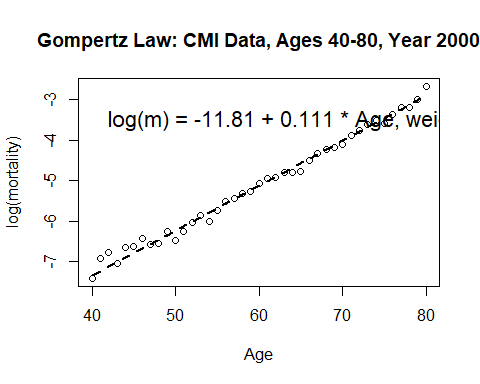 Gompertz Law: CMI Data, Ages 40-80, Year 2000
log(m) = -11.81 + 0.111 * Age, wei
log(mortality)
-3
-4
-5
-6
-7
40 50 60 70 80
Age